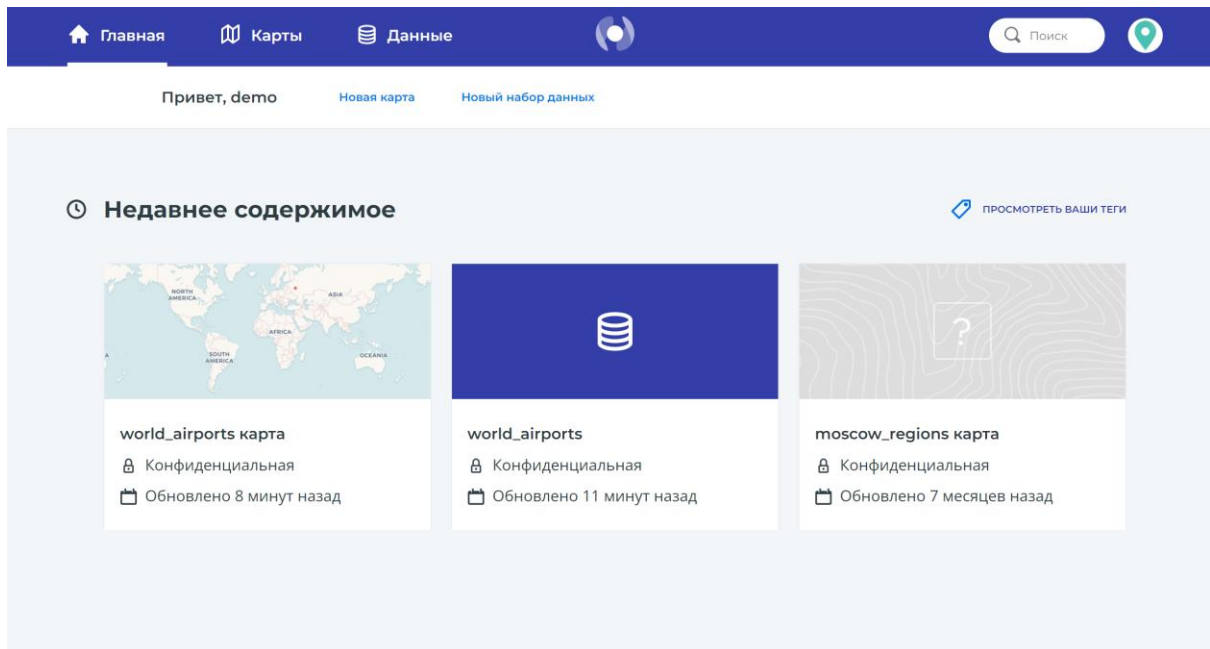 Главная
Карты
Данные
Поиск
Привет, demo
Новая карта
Новый набор данных
Недавнее содержимое
ПРОСМОТРЕТЬ ВАШИ ТЕГИ
NORTH
AMERICA
ASIA
AFRICA
SOUTH
AMERICA
OCEANIA
?
world_airports карта
Конфиденциальная
Обновлено 8 минут назад
world_airports
Конфиденциальная
Обновлено 11 минут назад
moscow_regions карта
Конфиденциальная
Обновлено 7 месяцев назад